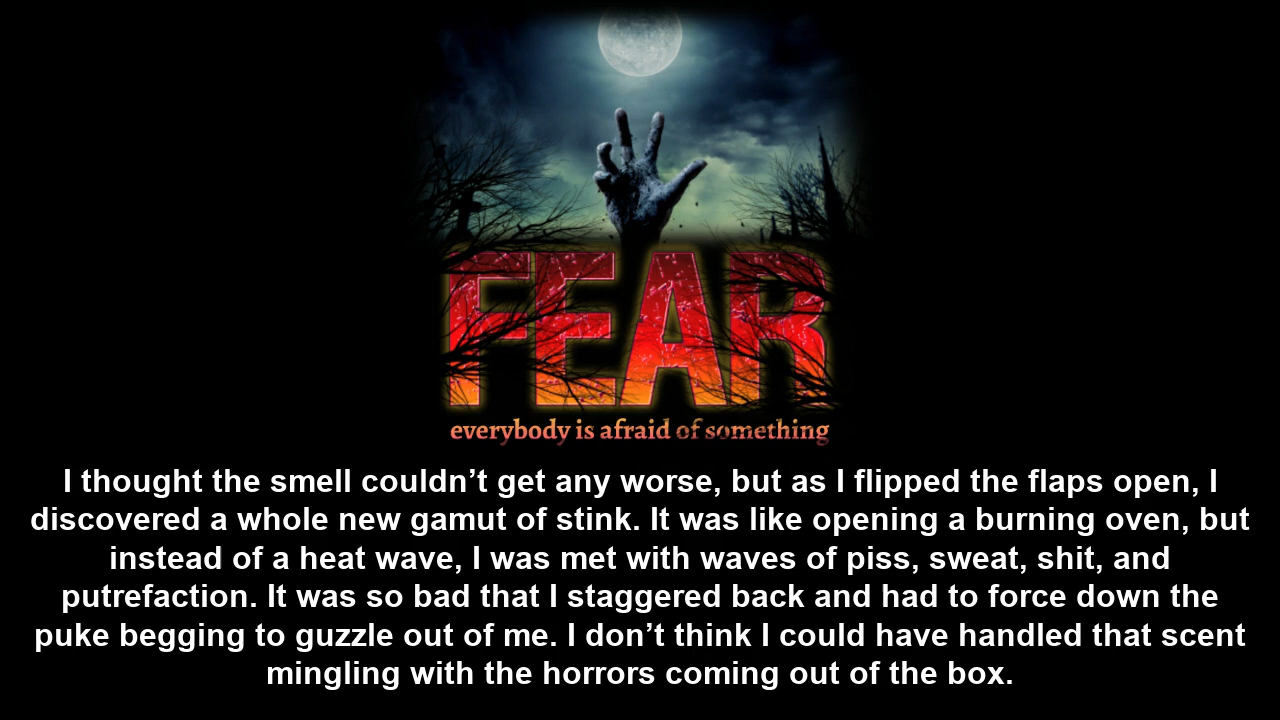 FEAR
everybody is afraid of something
I thought the smell couldn’t get any worse, but as I flipped the flaps open, I
discovered a whole new gamut of stink. It was like opening a burning oven, but
instead of a heat wave, I was met with waves of piss, sweat, shit, and
putrefaction. It was so bad that I staggered back and had to force down the
puke begging to guzzle out of me. I don’t think I could have handled that scent
mingling with the horrors coming out of the box.